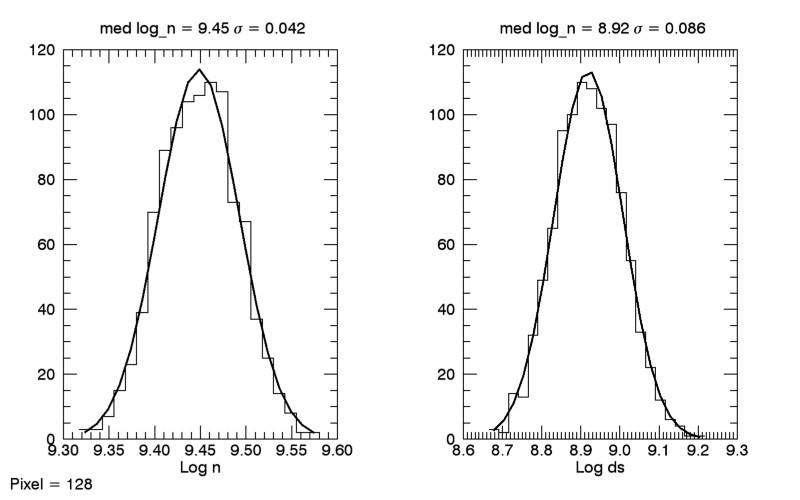 med log_n = 9.45 σ = 0.042
120
100
80
60
40
20
0
9.30 9.35 9.40 9.45 9.50 9.55 9.60
Log n
med log_n = 8.92 σ = 0.086
120
100
80
60
40
20
0
8.6 8.7 8.8 8.9 9.0 9.1 9.2 9.3
Log ds
Pixel = 128